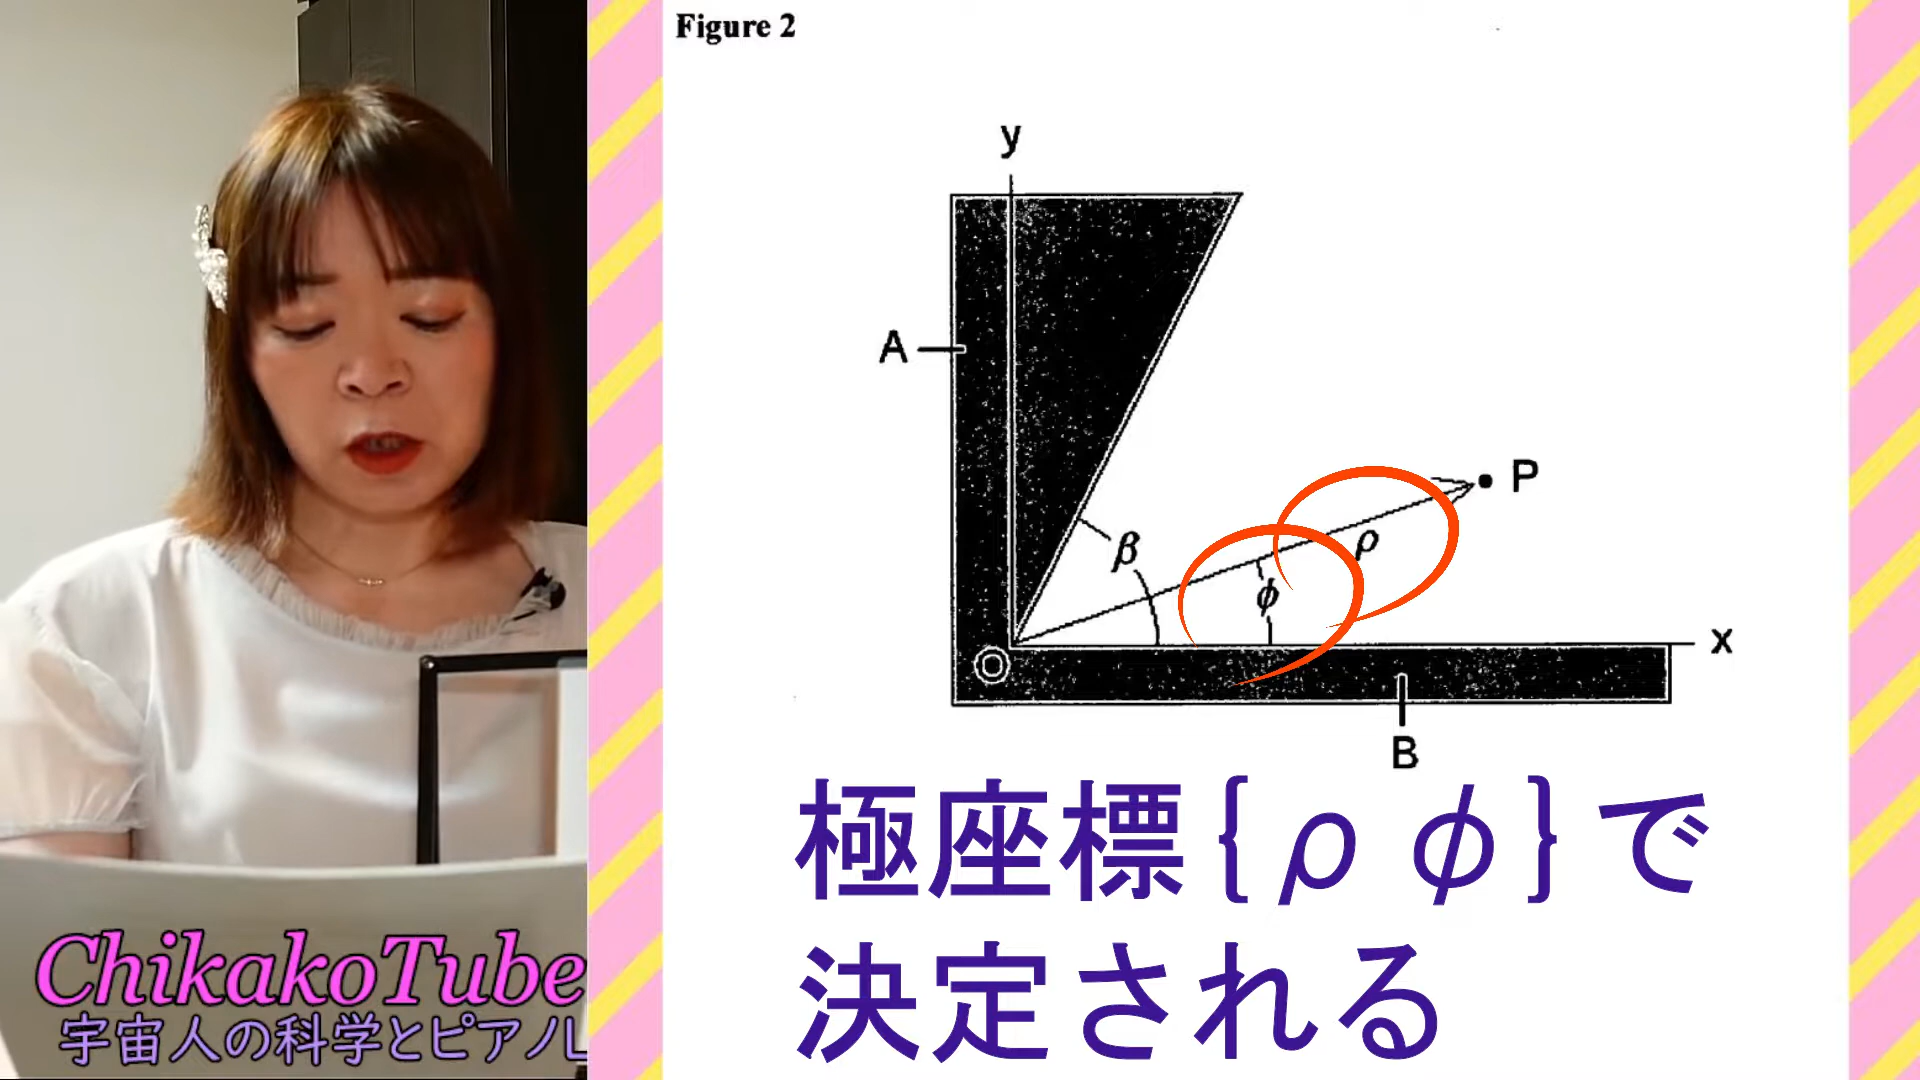 Figure 2
y
A
P
β
ρ
φ
x
O
B
極座標{ρ φ}で
決定される
ChikakoTube
宇宙人の科学とピアノL